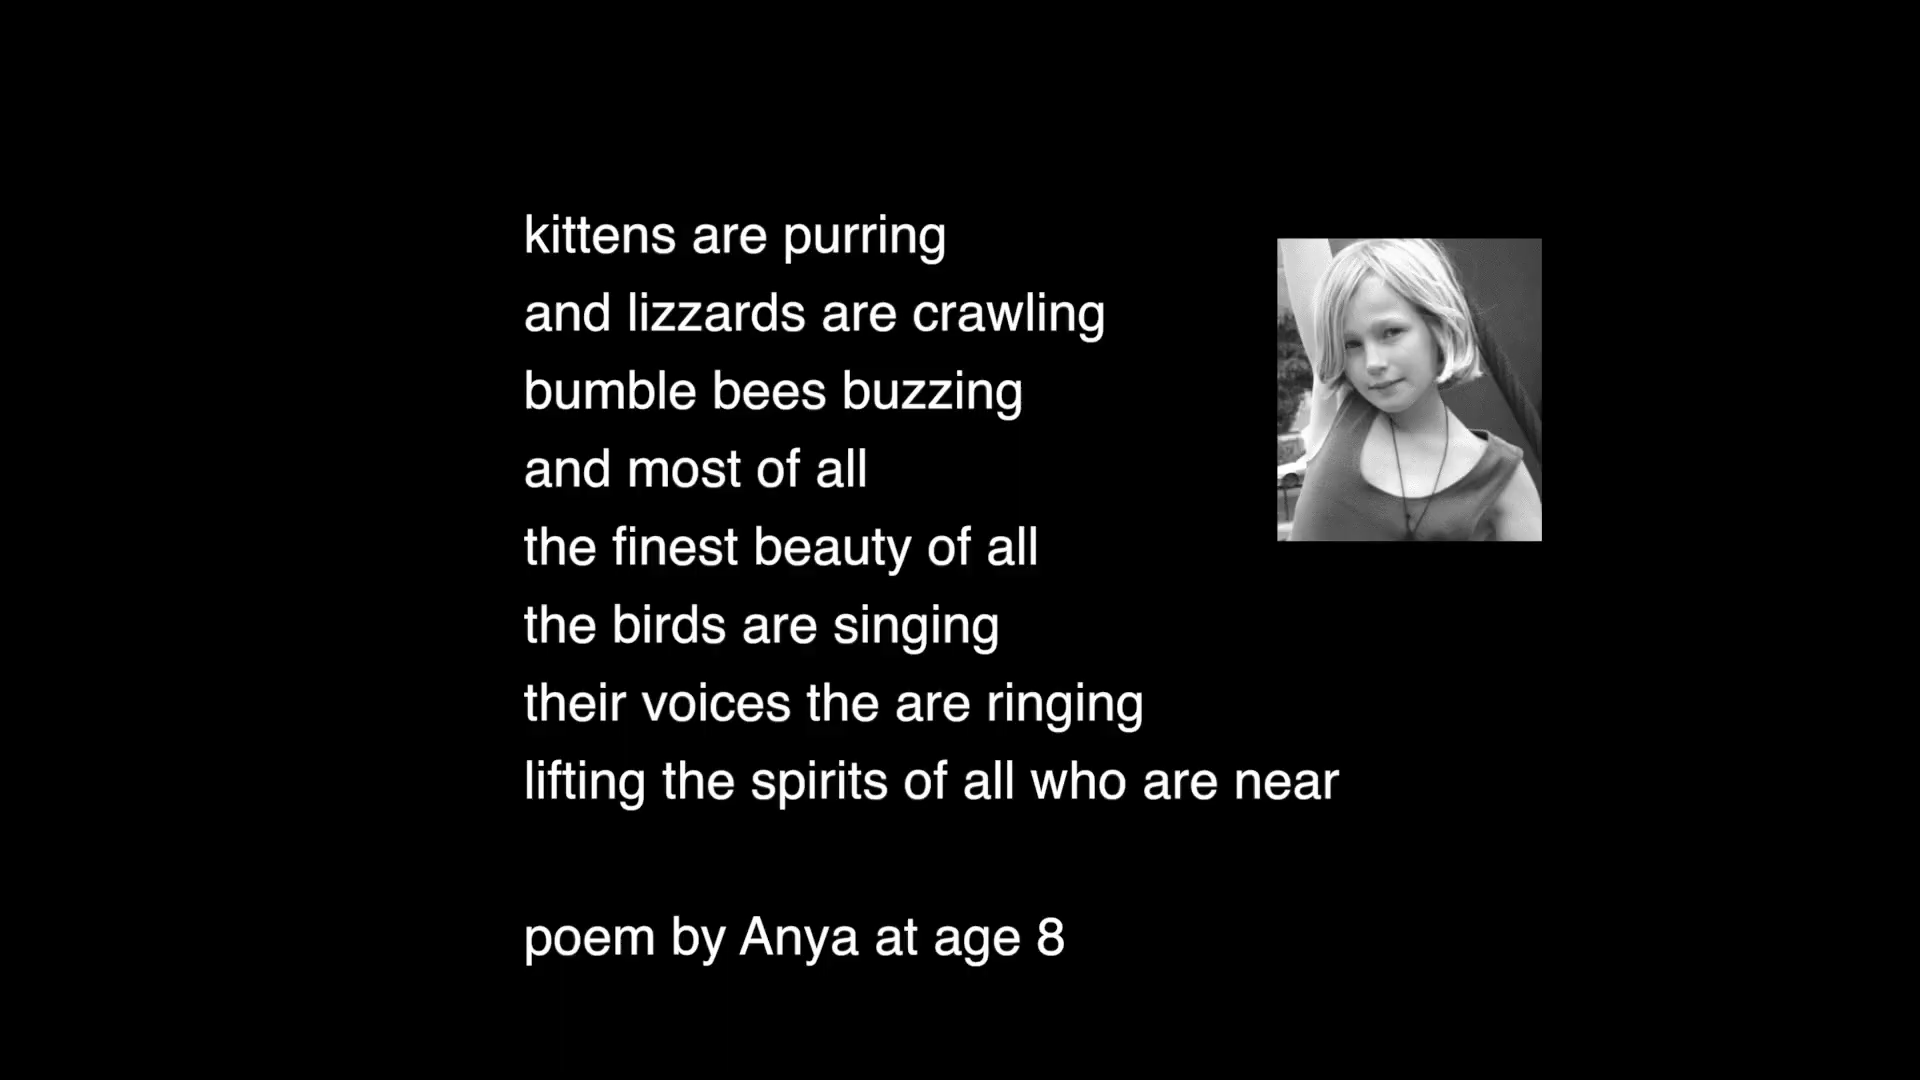 kittens are purring
and lizzards are crawling
bumble bees buzzing
and most of all
the finest beauty of all
the birds are singing
their voices the are ringing
lifting the spirits of all who are near
poem by Anya at age 8